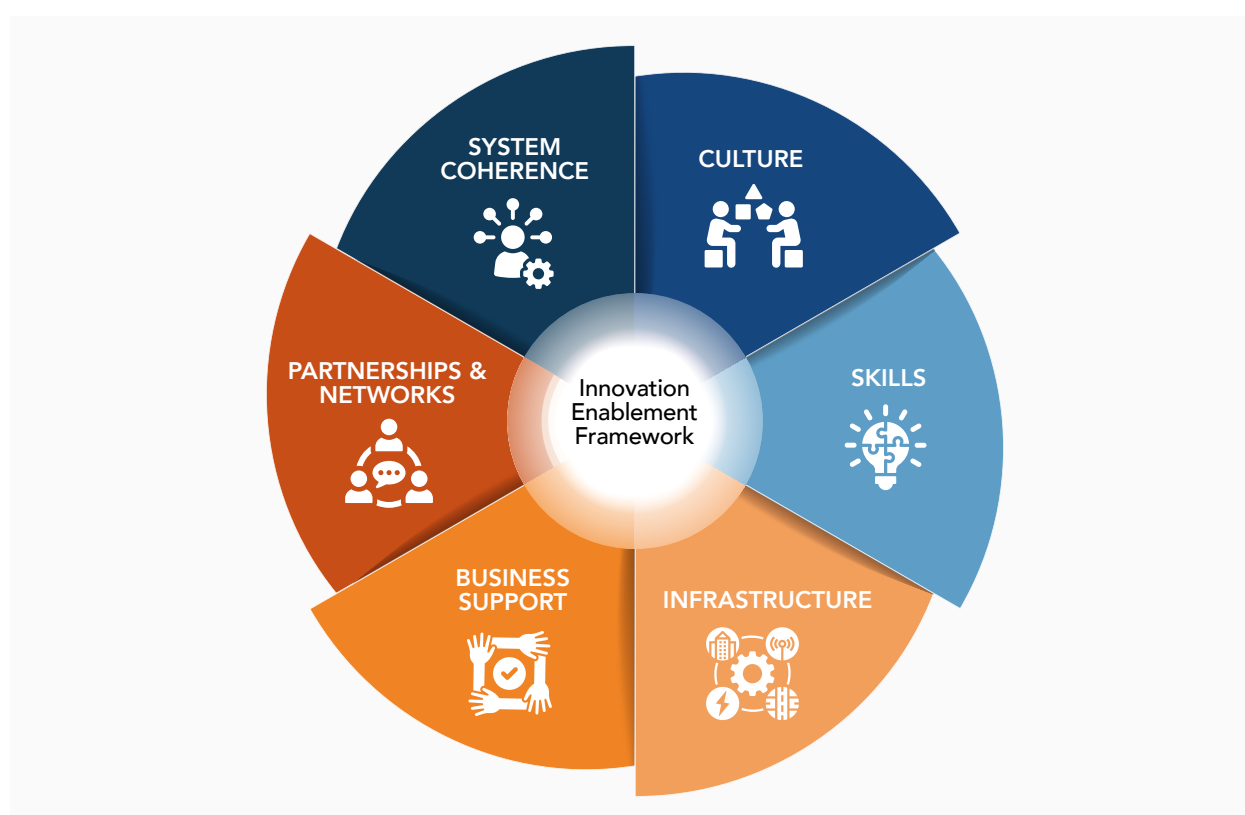 SYSTEM
COHERENCE
CULTURE
SKILLS
INFRASTRUCTURE
BUSINESS
SUPPORT
PARTNERSHIPS &
NETWORKS
Innovation
Enablement
Framework